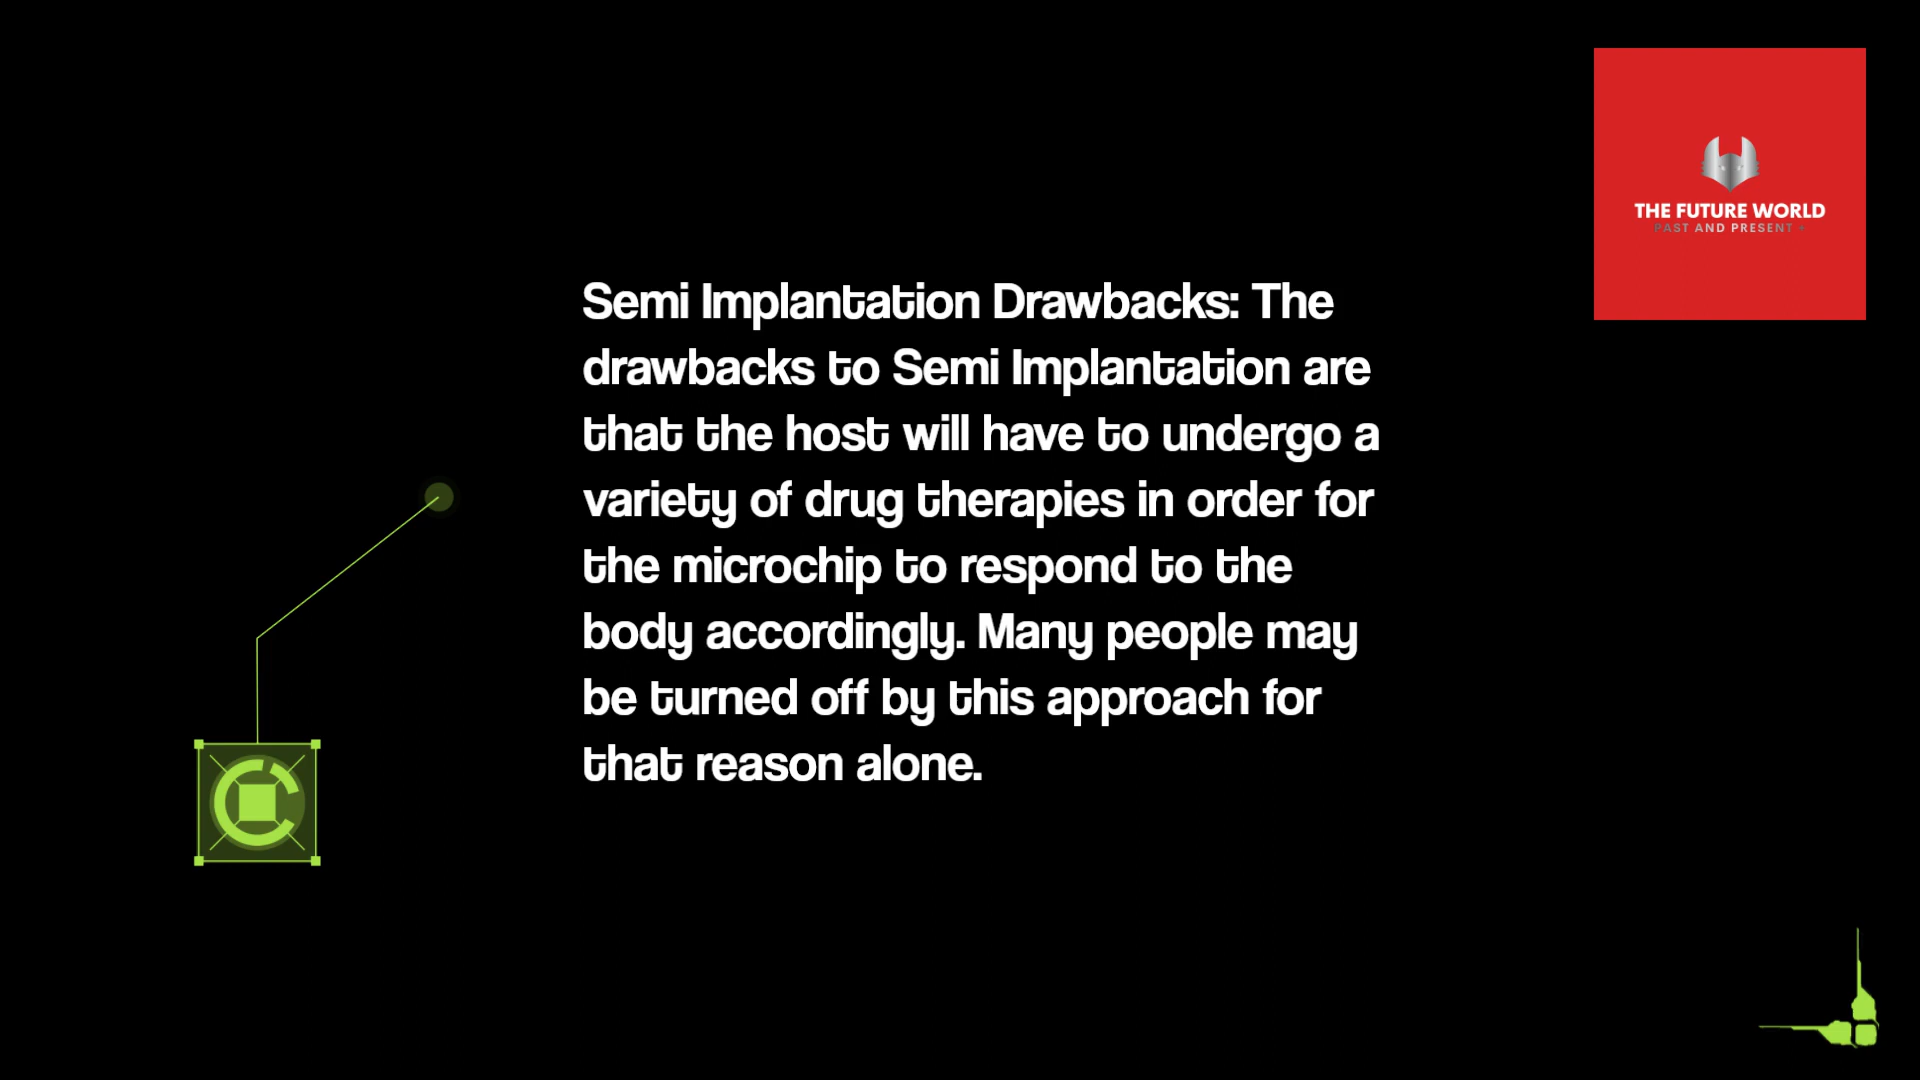 THE FUTURE WORLD
PAST AND PRESENT +
Semi Implantation Drawbacks: The
drawbacks to Semi Implantation are
that the host will have to undergo a
variety of drug therapies in order for
the microchip to respond to the
body accordingly. Many people may
be turned off by this approach for
that reason alone.